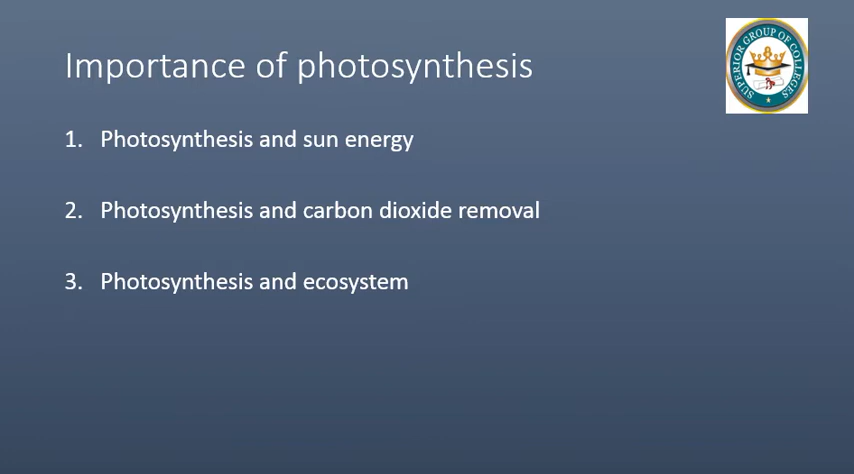 Importance of photosynthesis
SUPERIOR GROUP OF COLLEGES
1. Photosynthesis and sun energy
2. Photosynthesis and carbon dioxide removal
3. Photosynthesis and ecosystem